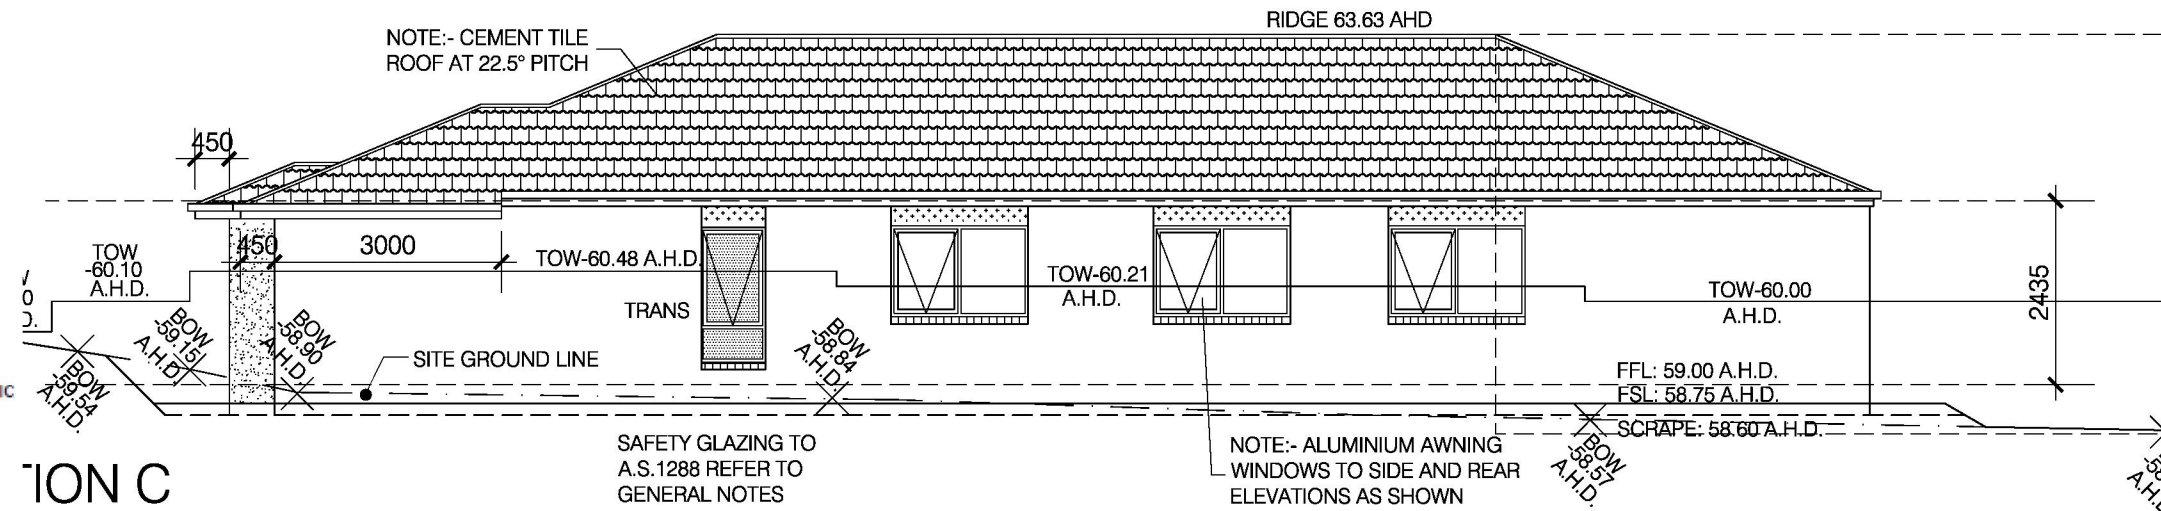 RIDGE 63.63 AHD
NOTE:- CEMENT TILE
ROOF AT 22.5° PITCH
450
450
3000
TOW
-60.10
A.H.D.
TOW-60.48 A.H.D.
TOW-60.21
A.H.D.
TOW-60.00
A.H.D.
2435
TRANS
BOW
-59.15
A.H.D.
BOW
-58.90
A.H.D.
BOW
-58.84
A.H.D.
BOW
-59.54
A.H.D.
SITE GROUND LINE
FFL: 59.00 A.H.D.
FSL: 58.75 A.H.D.
SCRAPE: 58.60 A.H.D.
SAFETY GLAZING TO
A.S.1288 REFER TO
GENERAL NOTES
NOTE:- ALUMINIUM AWNING
WINDOWS TO SIDE AND REAR
ELEVATIONS AS SHOWN
BOW
-58.57
A.H.D.
TION C